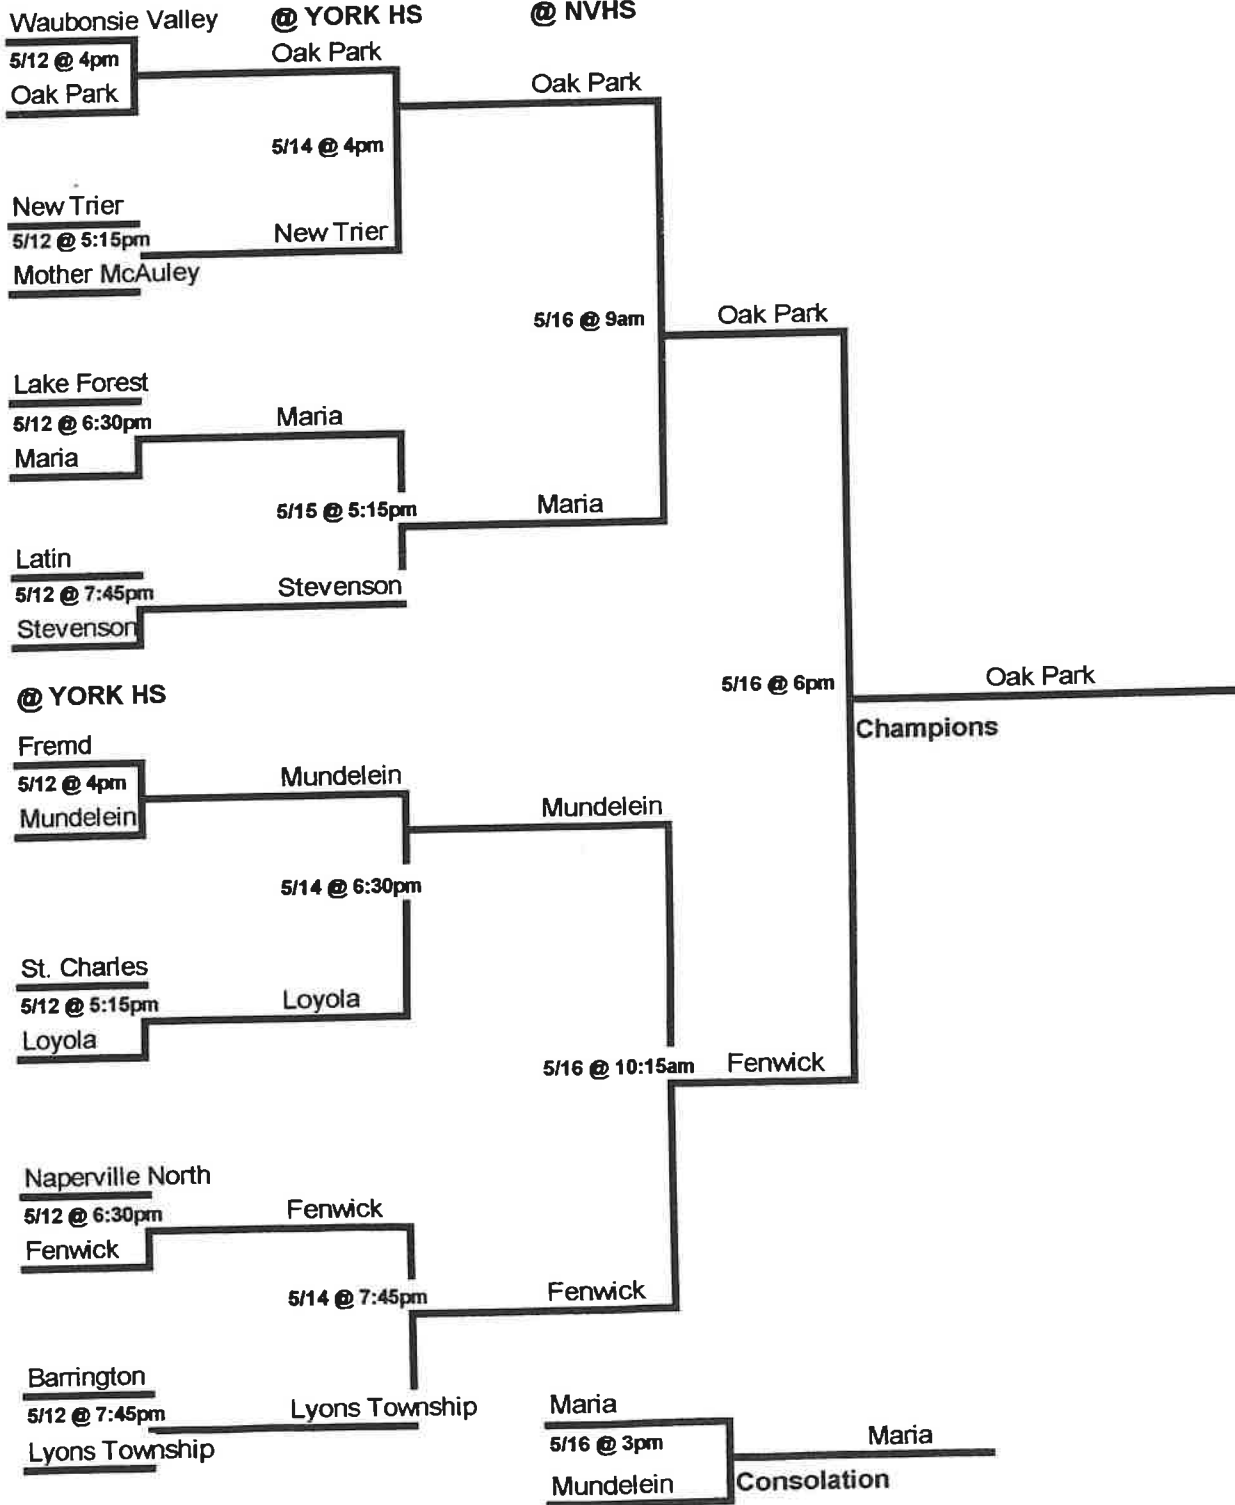 Waubonsie Valley
@ YORK HS
@ NVHS
5/12 @ 4pm
Oak Park
Oak Park
Oak Park
5/14 @ 4pm
New Trier
5/12 @ 5:15pm
New Trier
Mother McAuley
5/16 @ 9am
Oak Park
Lake Forest
5/12 @ 6:30pm
Maria
Maria
5/15 @ 5:15pm
Maria
Latin
5/12 @ 7:45pm
Stevenson
Stevenson
@ YORK HS
5/16 @ 6pm
Oak Park
Champions
Fremd
5/12 @ 4pm
Mundelein
Mundelein
Mundelein
5/14 @ 6:30pm
St. Charles
5/12 @ 5:15pm
Loyola
Loyola
5/16 @ 10:15am
Fenwick
Naperville North
5/12 @ 6:30pm
Fenwick
Fenwick
5/14 @ 7:45pm
Fenwick
Barrington
5/12 @ 7:45pm
Lyons Township
Lyons Township
Maria
5/16 @ 3pm
Mundelein
Maria
Consolation